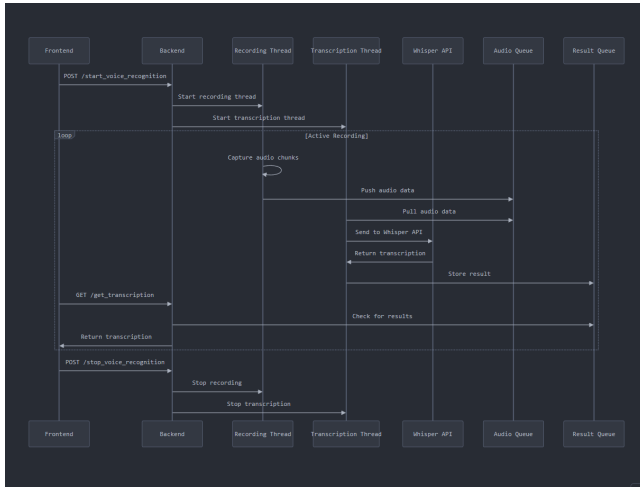 Frontend
Backend
Recording Thread
Transcription Thread
Whisper API
Audio Queue
Result Queue
POST /start_voice_recognition
Start recording thread
Start transcription thread
loop
[Active Recording]
Capture audio chunks
Push audio data
Pull audio data
Send to Whisper API
Return transcription
Store result
GET /get_transcription
Check for results
Return transcription
POST /stop_voice_recognition
Stop recording
Stop transcription
Frontend
Backend
Recording Thread
Transcription Thread
Whisper API
Audio Queue
Result Queue